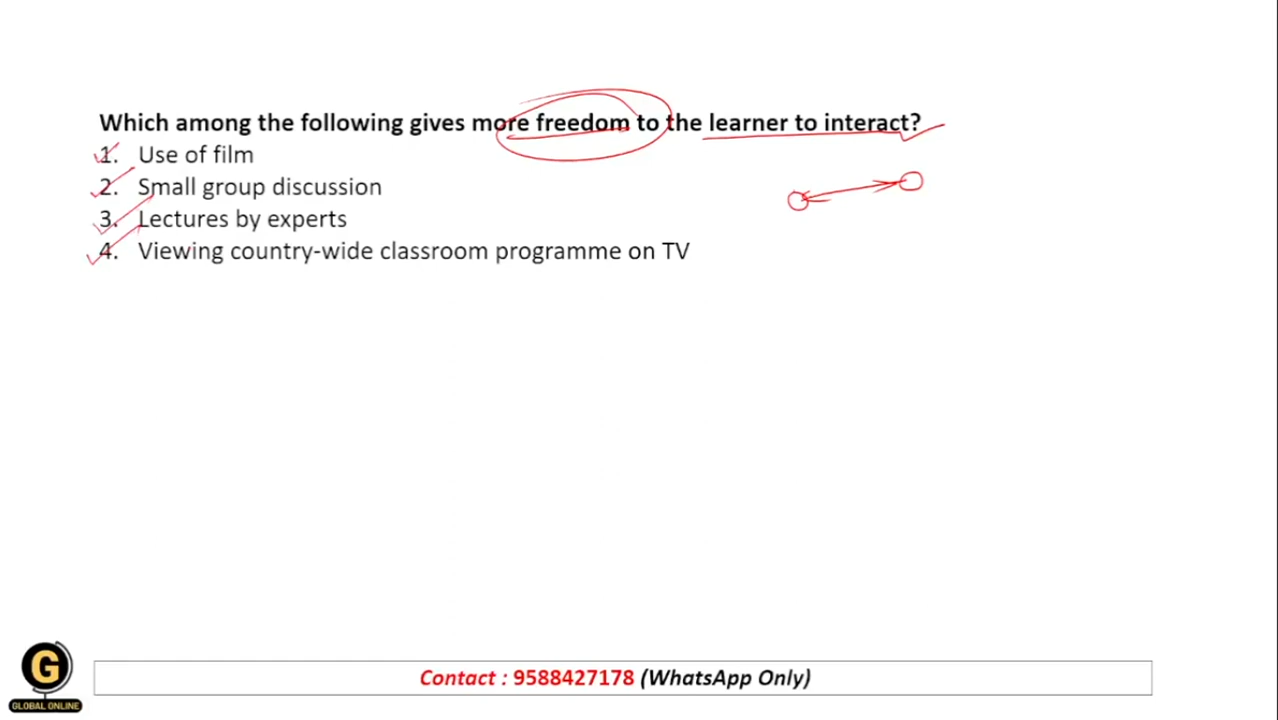 Which among the following gives more freedom to the learner to interact?
1. Use of film
2. Small group discussion
3. Lectures by experts
4. Viewing country-wide classroom programme on TV
G
GLOBAL ONLINE
Contact : 9588427178 (WhatsApp Only)